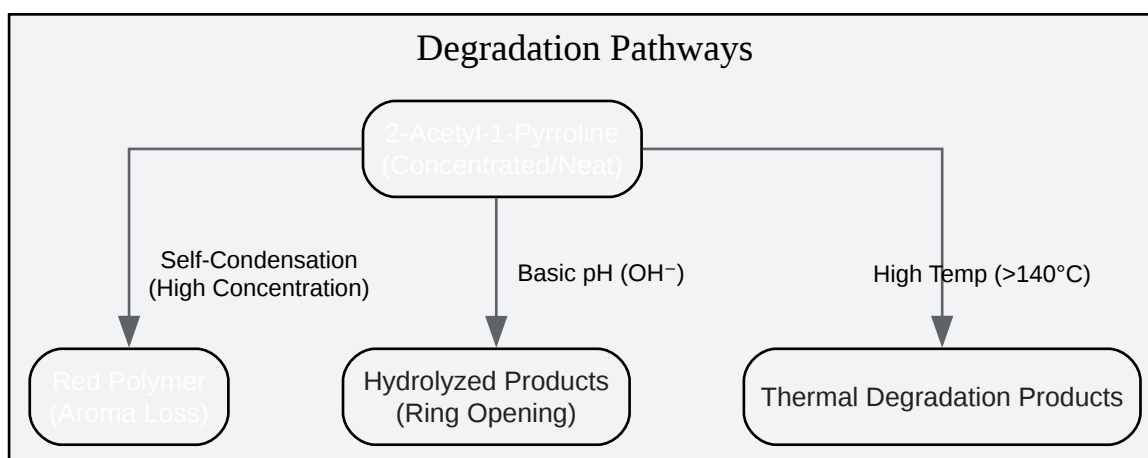 Degradation Pathways
2-Acetyl-1-Pyrroline
(Concentrated/Neat)
Self-Condensation
(High Concentration)
Basic pH (OH⁻)
High Temp (>140°C)
Red Polymer
(Aroma Loss)
Hydrolyzed Products
(Ring Opening)
Thermal Degradation Products